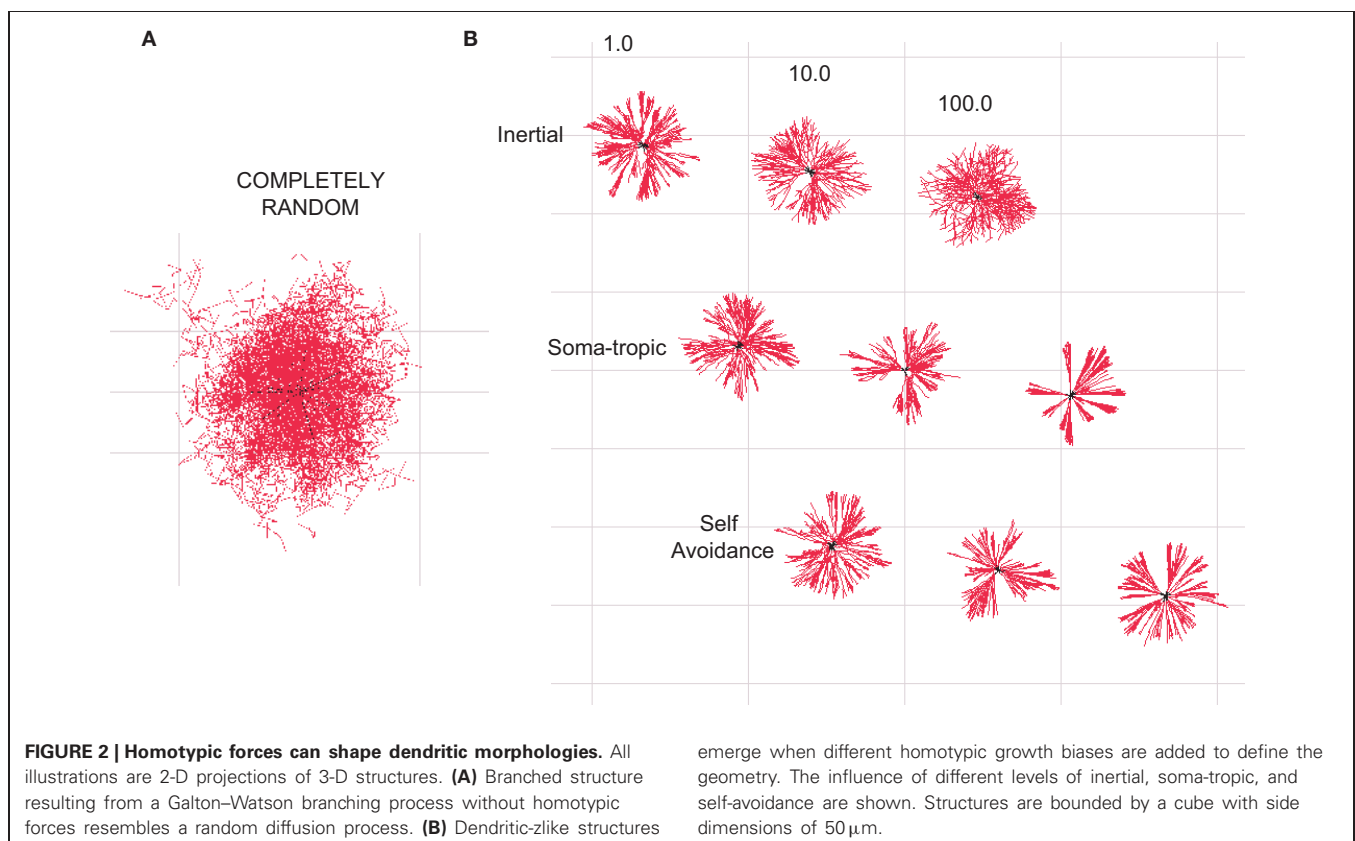 A
COMPLETELY
RANDOM
B
1.0
10.0
100.0
Inertial
Soma-tropic
Self
Avoidance
FIGURE 2 | Homotypic forces can shape dendritic morphologies. All
illustrations are 2-D projections of 3-D structures. (A) Branched structure
resulting from a Galton–Watson branching process without homotypic
forces resembles a random diffusion process. (B) Dendritic-zlike structures
emerge when different homotypic growth biases are added to define the
geometry. The influence of different levels of inertial, soma-tropic, and
self-avoidance are shown. Structures are bounded by a cube with side
dimensions of 50 μm.